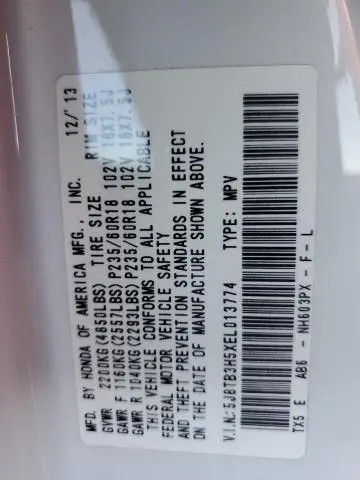 MFD. BY HONDA OF AMERICA MFG., INC. 12/'13
GVWR 2200KG(4850LBS) TIRE SIZE RIM SIZE
GAWR F 1160KG(2557LBS) P235/60R18 102V 18X7.5J
GAWR R 1040KG(2293LBS) P235/60R18 102V 18X7.5J
THIS VEHICLE CONFORMS TO ALL APPLICABLE
FEDERAL MOTOR VEHICLE SAFETY
AND THEFT PREVENTION STANDARDS IN EFFECT
ON THE DATE OF MANUFACTURE SHOWN ABOVE.
V.I.N.:5J8TB3H5XEL013774 TYPE: MPV
TX5 E AB6 - NH603PX - F - L